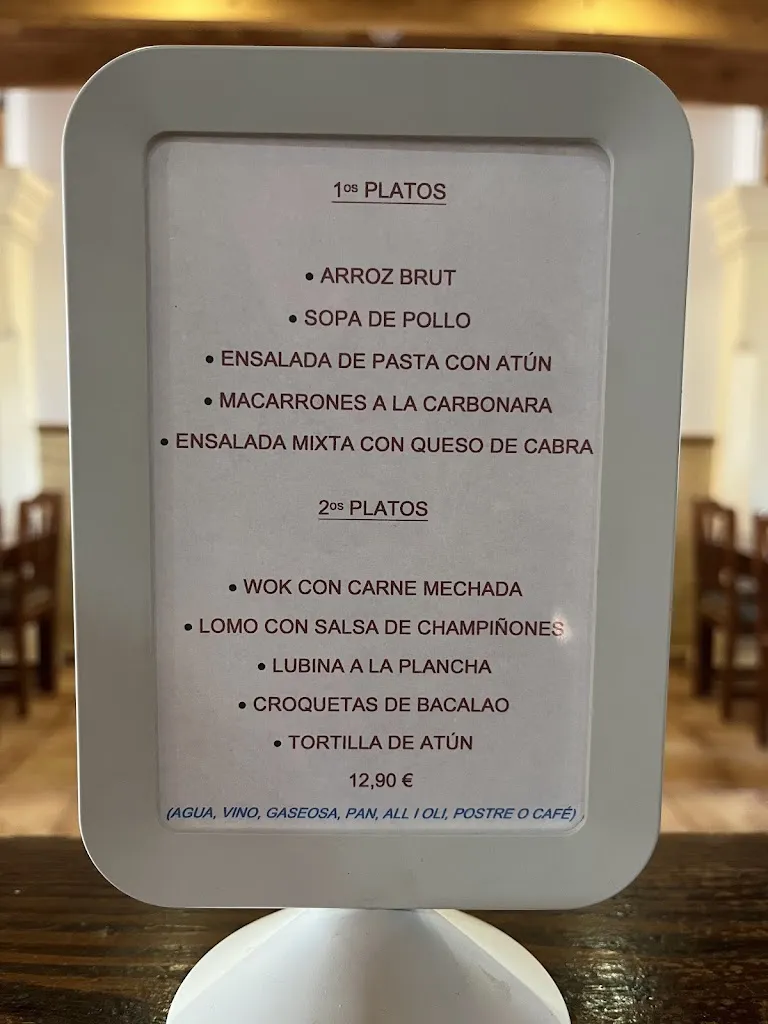 1os PLATOS
• ARROZ BRUT
• SOPA DE POLLO
• ENSALADA DE PASTA CON ATÚN
• MACARRONES A LA CARBONARA
• ENSALADA MIXTA CON QUESO DE CABRA
2os PLATOS
• WOK CON CARNE MECHADA
• LOMO CON SALSA DE CHAMPIÑONES
• LUBINA A LA PLANCHA
• CROQUETAS DE BACALAO
• TORTILLA DE ATÚN
12,90 €
(AGUA, VINO, GASEOSA, PAN, ALL I OLI, POSTRE O CAFÉ)